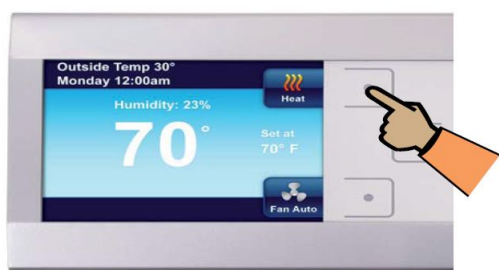 Outside Temp 30°
Monday 12:00am
Heat
Humidity: 23%
70°
Set at
70° F
Fan Auto